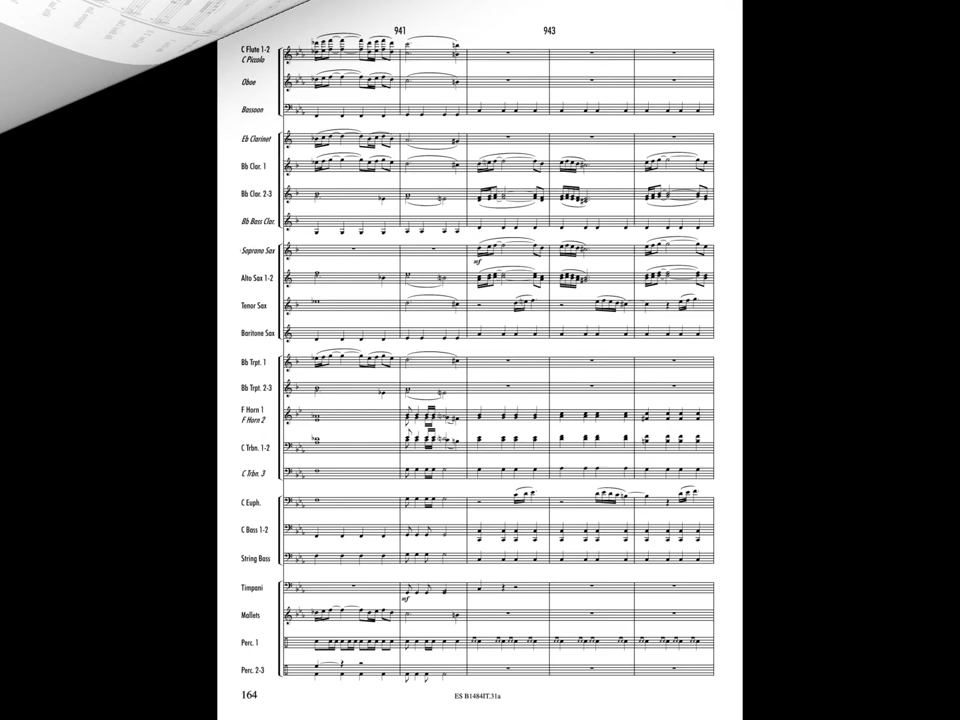 941 943
C Flute 1-2
C Piccolo
Oboe
Bassoon
Eb Clarinet
Bb Clar. 1
Bb Clar. 2-3
Bb Bass Clar.
Soprano Sax
mf
Alto Sax 1-2
Tenor Sax
Baritone Sax
Bb Trpt. 1
Bb Trpt. 2-3
F Horn 1
F Horn 2
C Trbn. 1-2
C Trbn. 3
C Euph.
C Bass 1-2
String Bass
Timpani
mf
Mallets
Perc. 1
Perc. 2-3
164 ES B1484IT.31a